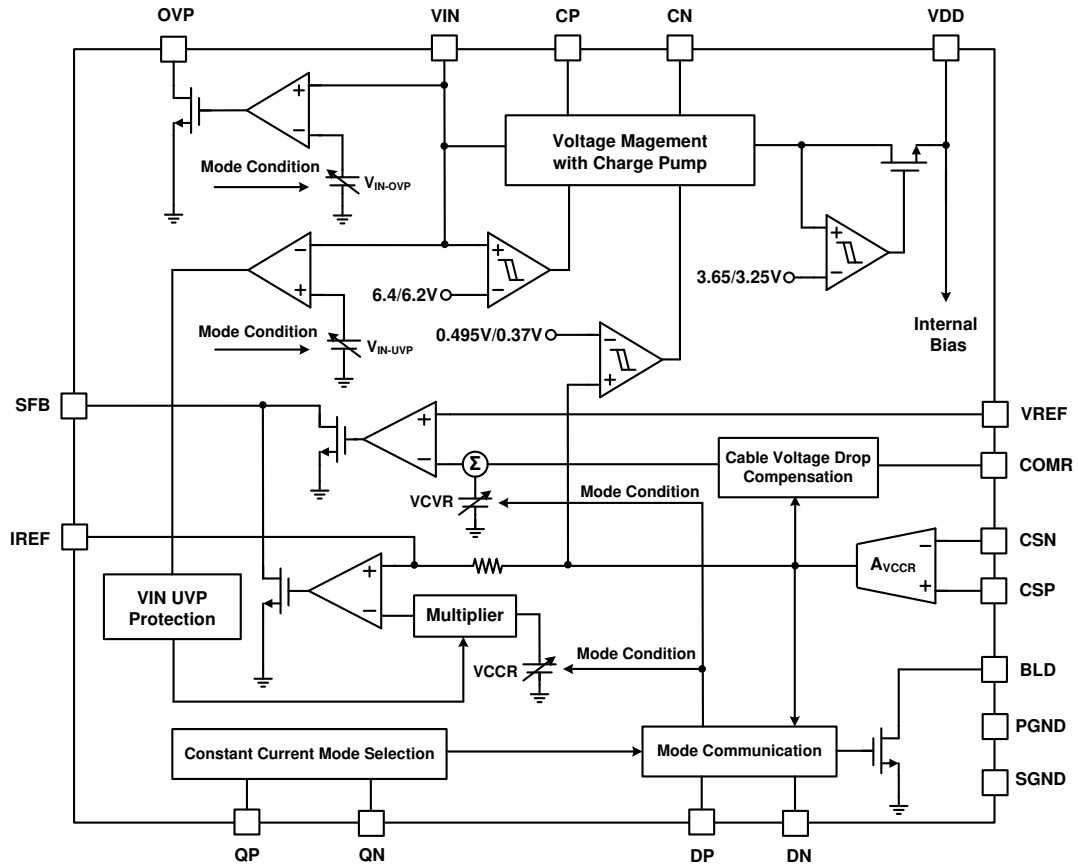 OVP
VIN
CP
CN
VDD
Voltage Magement
with Charge Pump
Mode Condition
VIN-OVP
6.4/6.2V
3.65/3.25V
Mode Condition
VIN-UVP
0.495V/0.37V
Internal
Bias
SFB
VREF
Σ
Cable Voltage Drop
Compensation
COMR
VCVR
Mode Condition
IREF
CSN
AVCCR
CSP
VIN UVP
Protection
Multiplier
VCCR
Mode Condition
BLD
PGND
Constant Current Mode Selection
Mode Communication
SGND
QP
QN
DP
DN